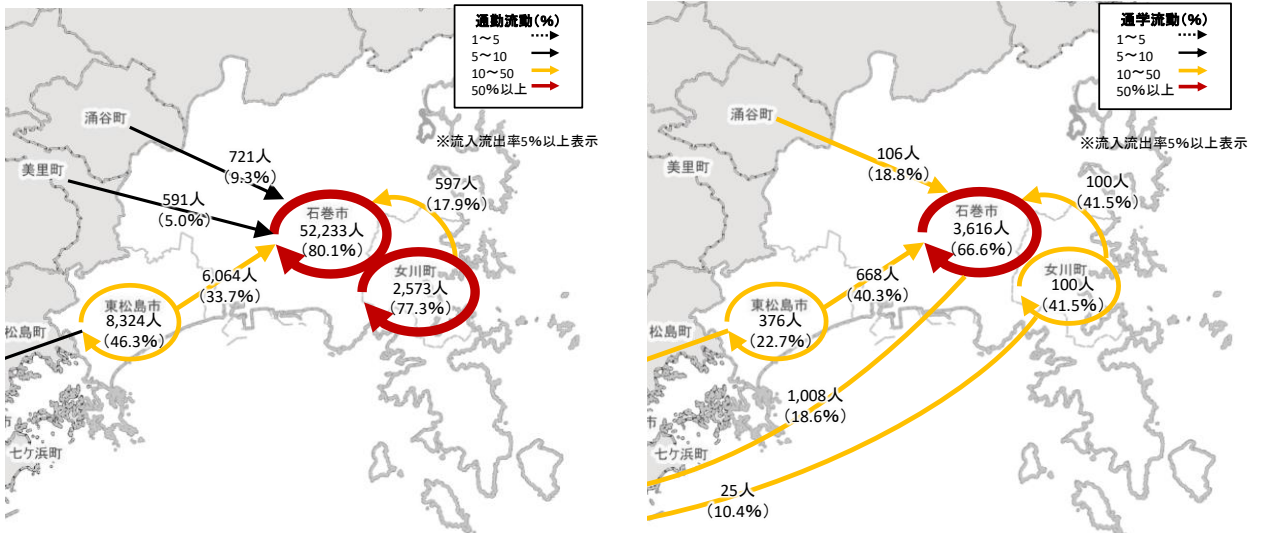 通勤流動(%)
1～5
5～10
10～50
50%以上
※流入流出率5%以上表示
涌谷町
美里町
721人
(9.3%)
591人
(5.0%)
597人
(17.9%)
石巻市
52,233人
(80.1%)
6,064人
(33.7%)
女川町
2,573人
(77.3%)
東松島市
8,324人
(46.3%)
松島町
市
七ケ浜町
通学流動(%)
1～5
5～10
10～50
50%以上
※流入流出率5%以上表示
涌谷町
美里町
106人
(18.8%)
100人
(41.5%)
石巻市
3,616人
(66.6%)
668人
(40.3%)
女川町
100人
(41.5%)
東松島市
376人
(22.7%)
松島町
1,008人
(18.6%)
市
七ケ浜町
25人
(10.4%)